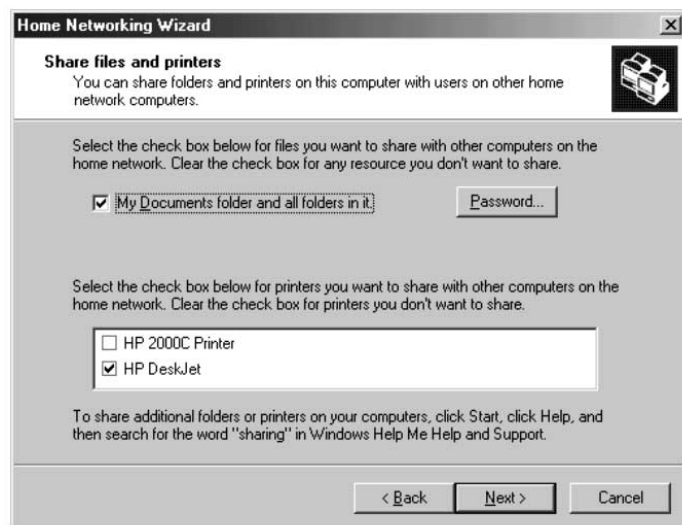 Home Networking Wizard
Share files and printers
You can share folders and printers on this computer with users on other home
network computers.
Select the check box below for files you want to share with other computers on the
home network. Clear the check box for any resource you don't want to share.
My Documents folder and all folders in it.
Password...
Select the check box below for printers you want to share with other computers on the
home network. Clear the check box for printers you don't want to share.
HP 2000C Printer
HP DeskJet
To share additional folders or printers on your computers, click Start, click Help, and
then search for the word "sharing" in Windows Help Me Help and Support.
< Back
Next >
Cancel